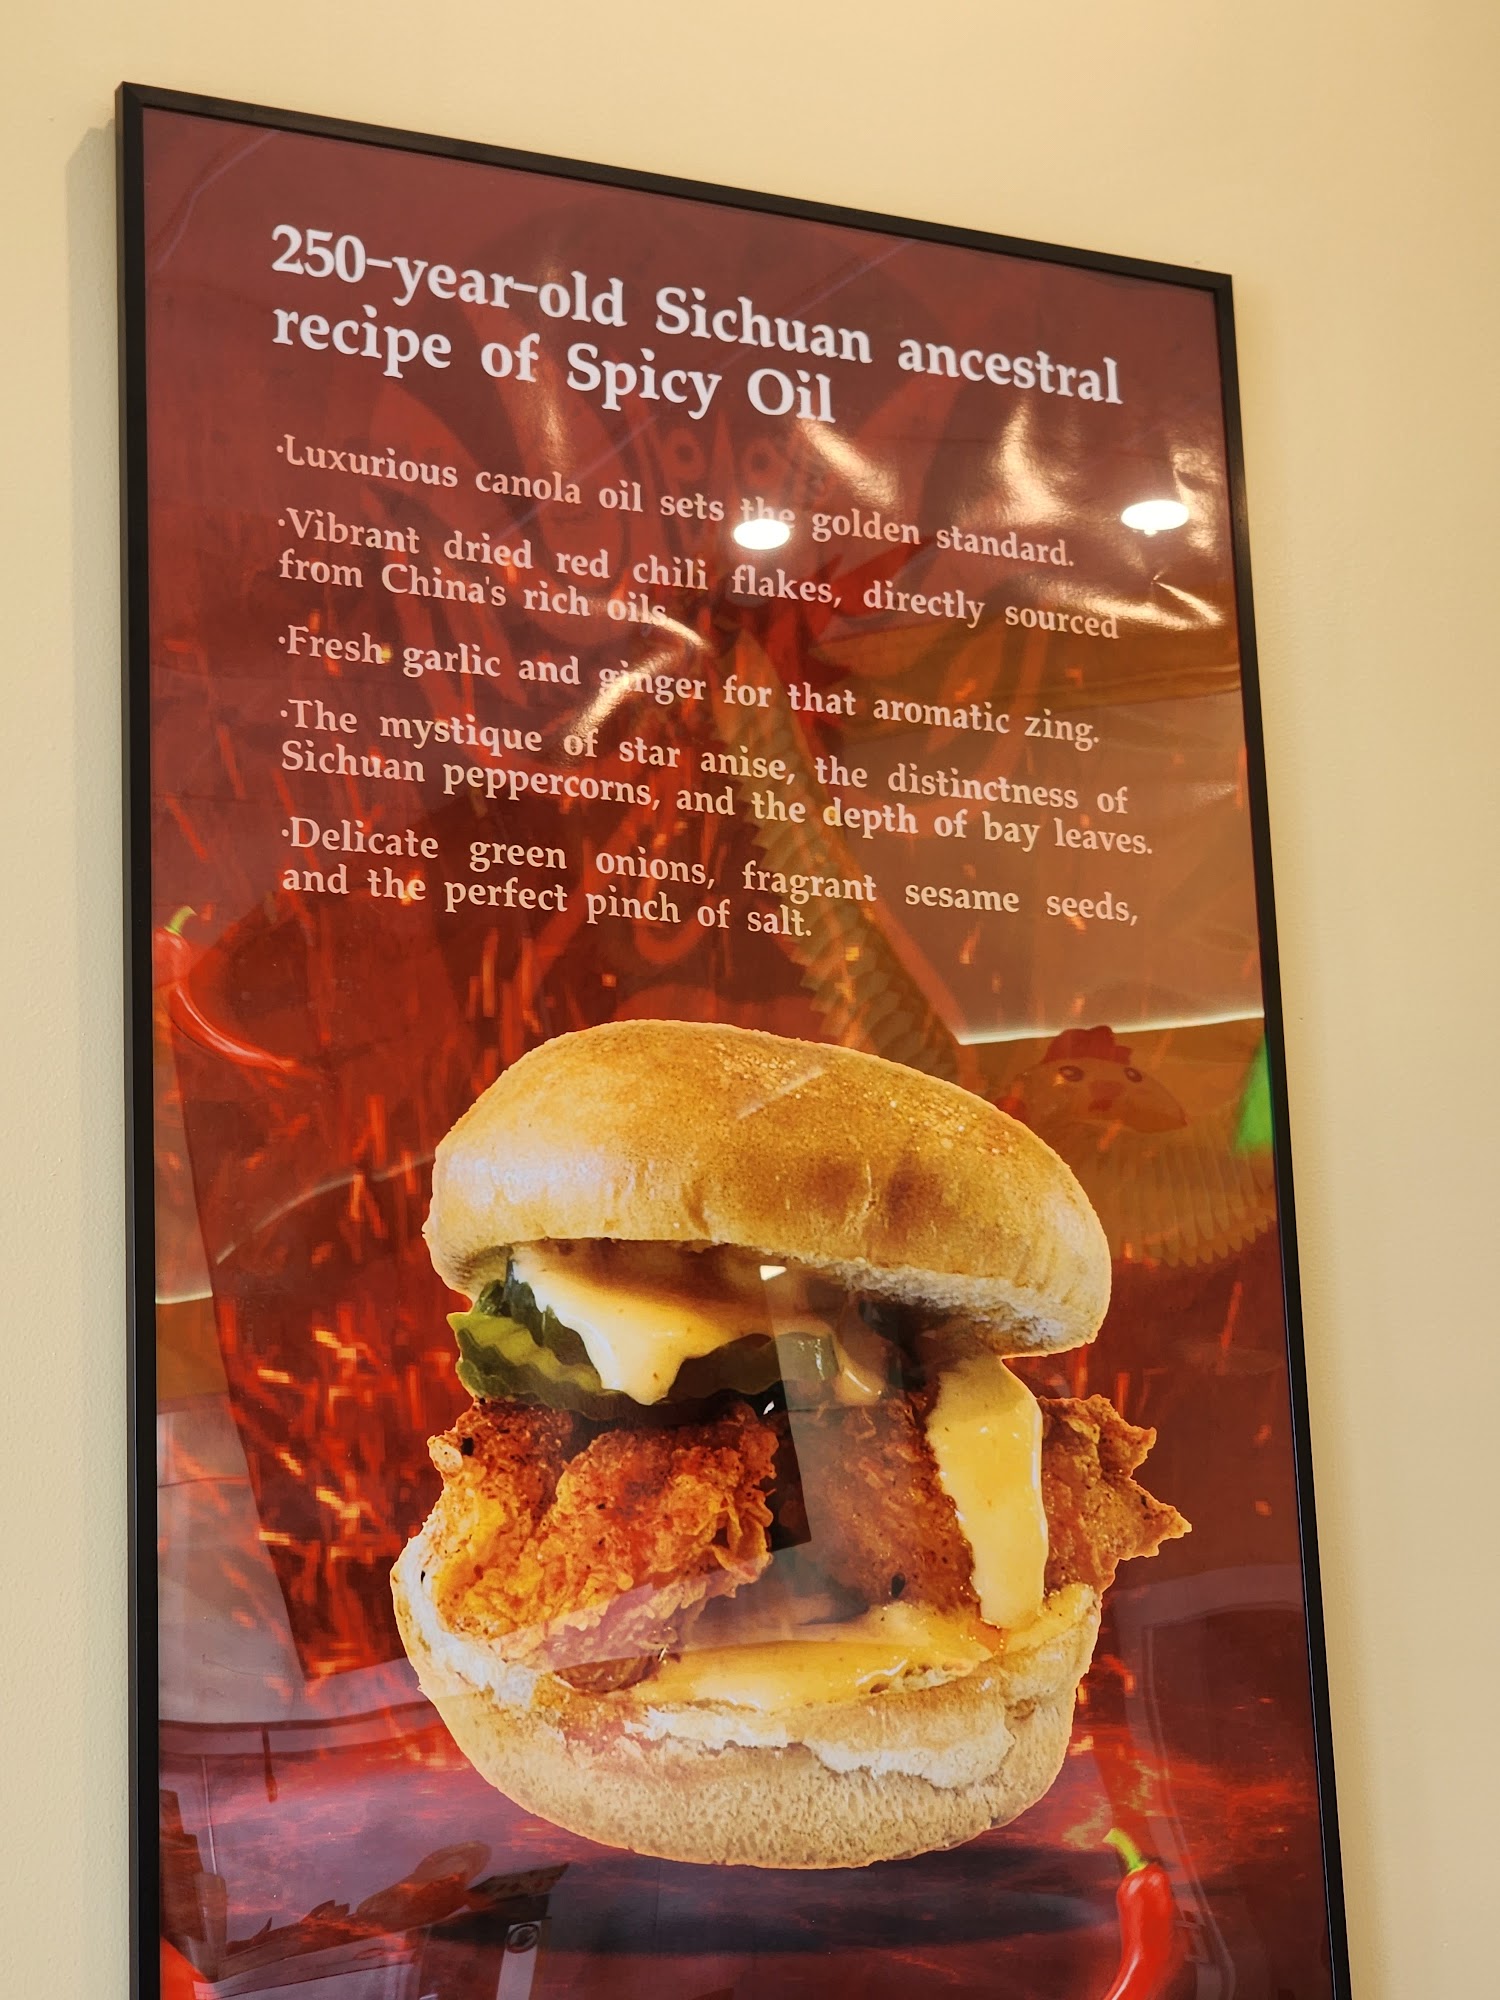 250-year-old Sichuan ancestral
recipe of Spicy Oil
·Luxurious canola oil sets the golden standard.
·Vibrant dried red chili flakes, directly sourced
from China's rich oils.
·Fresh garlic and ginger for that aromatic zing.
·The mystique of star anise, the distinctness of
Sichuan peppercorns, and the depth of bay leaves.
·Delicate green onions, fragrant sesame seeds,
and the perfect pinch of salt.